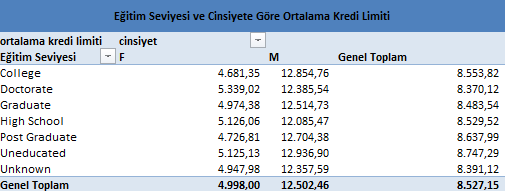 Eğitim Seviyesi ve Cinsiyete Göre Ortalama Kredi Limiti
ortalama kredi limiti cinsiyet
Eğitim Seviyesi F M Genel Toplam
College 4.681,35 12.854,76 8.553,82
Doctorate 5.339,02 12.385,54 8.370,12
Graduate 4.974,38 12.514,73 8.483,54
High School 5.126,06 12.085,47 8.529,52
Post Graduate 4.726,81 12.704,38 8.637,99
Uneducated 5.125,13 12.936,90 8.747,29
Unknown 4.947,98 12.357,59 8.391,12
Genel Toplam 4.998,00 12.502,46 8.527,15